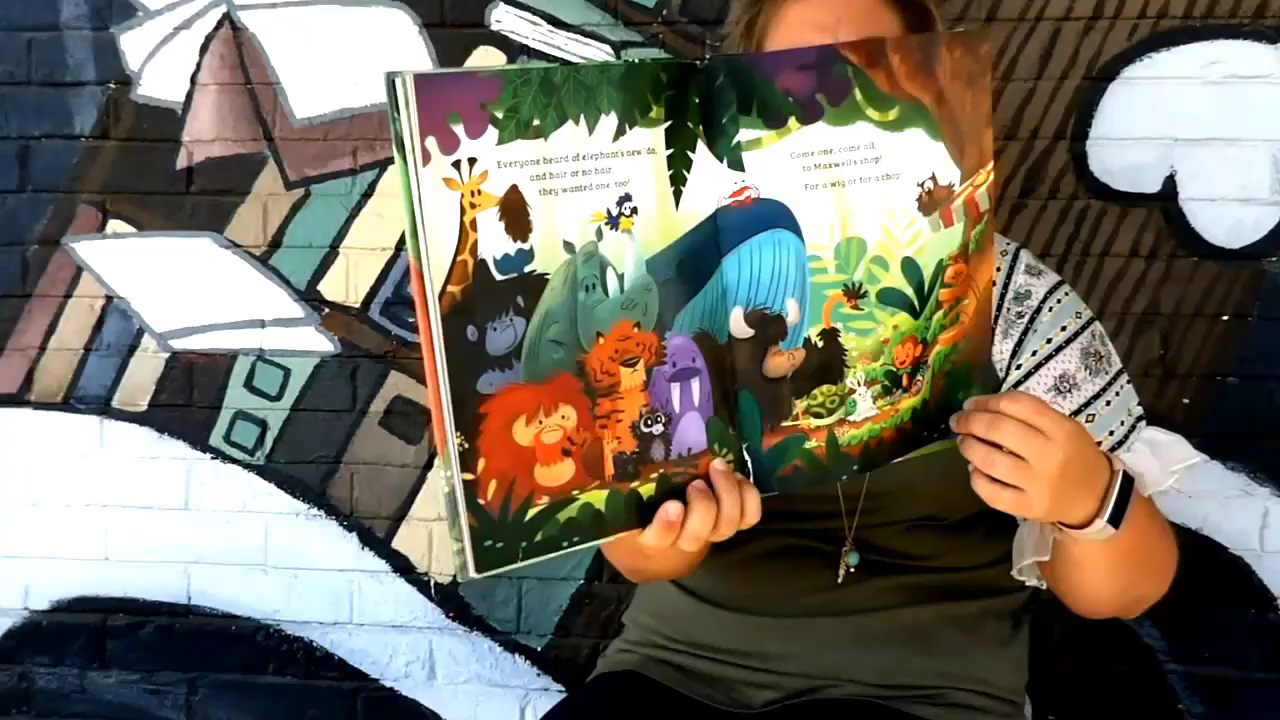 Everyone heard of elephant's new 'do,
and hair or no hair,
they wanted one, too!
Come one, come all,
to Maxwell's shop!
For a wig or for a chop!